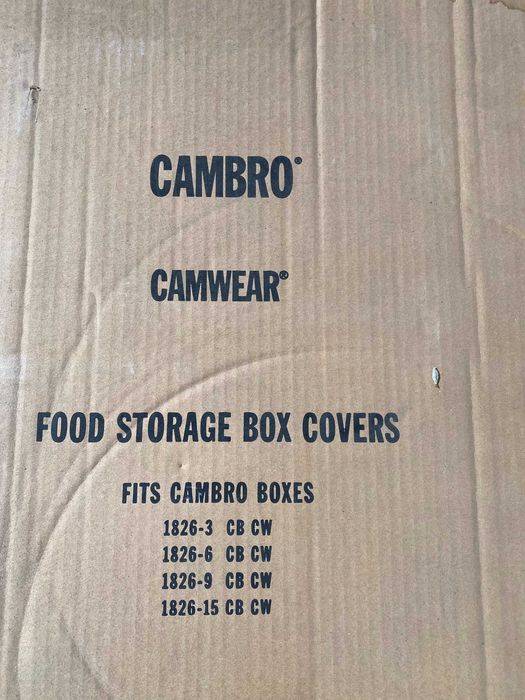 CAMBRO®
CAMWEAR®
FOOD STORAGE BOX COVERS
FITS CAMBRO BOXES
1826-3 CB CW
1826-6 CB CW
1826-9 CB CW
1826-15 CB CW